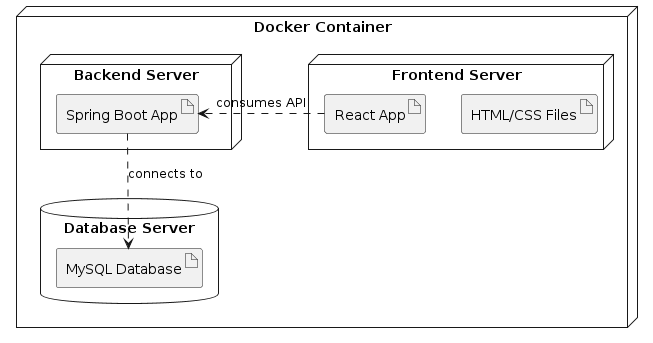 Docker Container
Backend Server
Frontend Server
Spring Boot App
consumes API
React App
HTML/CSS Files
connects to
Database Server
MySQL Database